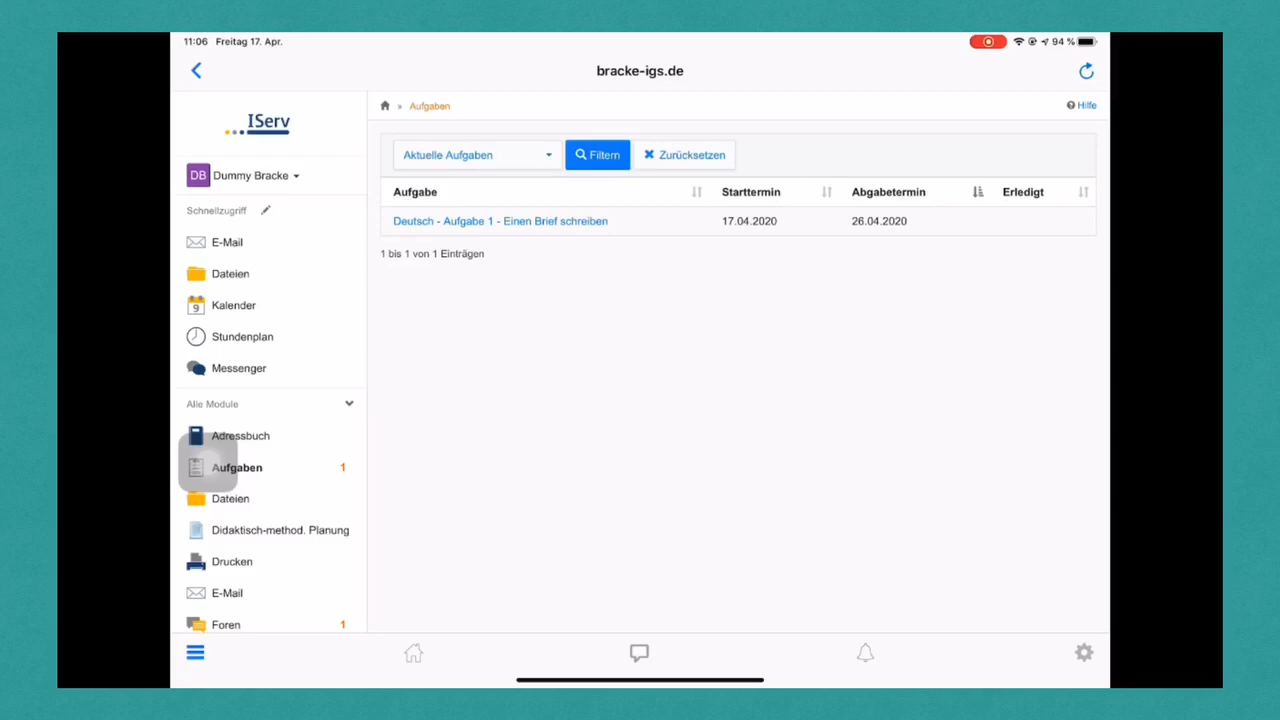 11:06 Freitag 17. Apr.
94 %
bracke-igs.de
IServ
» Aufgaben
Hilfe
DB Dummy Bracke
Aktuelle Aufgaben
Filtern
Zurücksetzen
Schnellzugriff
Aufgabe Starttermin Abgabetermin Erledigt
Deutsch - Aufgabe 1 - Einen Brief schreiben 17.04.2020 26.04.2020
1 bis 1 von 1 Einträgen
E-Mail
Dateien
9 Kalender
Stundenplan
Messenger
Alle Module
Adressbuch
Aufgaben 1
Dateien
Didaktisch-method. Planung
Drucken
E-Mail
Foren 1